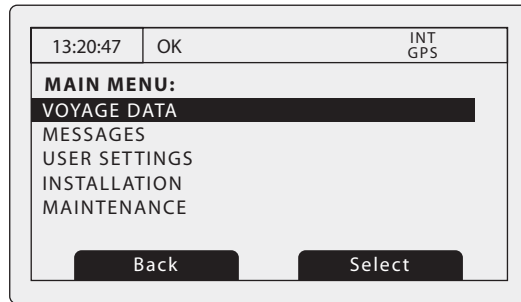 13:20:47 OK INT
GPS
MAIN MENU:
VOYAGE DATA
MESSAGES
USER SETTINGS
INSTALLATION
MAINTENANCE
Back Select